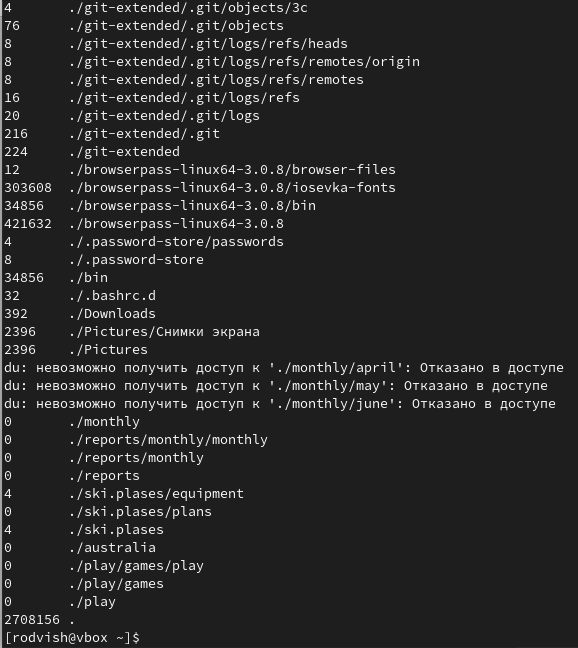 4       ./git-extended/.git/objects/3c
76      ./git-extended/.git/objects
8       ./git-extended/.git/logs/refs/heads
8       ./git-extended/.git/logs/refs/remotes/origin
8       ./git-extended/.git/logs/refs/remotes
16      ./git-extended/.git/logs/refs
20      ./git-extended/.git/logs
216     ./git-extended/.git
224     ./git-extended
12      ./browserpass-linux64-3.0.8/browser-files
303608  ./browserpass-linux64-3.0.8/iosevka-fonts
34856   ./browserpass-linux64-3.0.8/bin
421632  ./browserpass-linux64-3.0.8
4       ./.password-store/passwords
8       ./.password-store
34856   ./bin
32      ./.bashrc.d
392     ./Downloads
2396    ./Pictures/Снимки экрана
2396    ./Pictures
du: невозможно получить доступ к './monthly/april': Отказано в доступе
du: невозможно получить доступ к './monthly/may': Отказано в доступе
du: невозможно получить доступ к './monthly/june': Отказано в доступе
0       ./monthly
0       ./reports/monthly/monthly
0       ./reports/monthly
0       ./reports
4       ./ski.plases/equipment
0       ./ski.plases/plans
4       ./ski.plases
0       ./australia
0       ./play/games/play
0       ./play/games
0       ./play
2708156 .
[rodvish@vbox ~]$